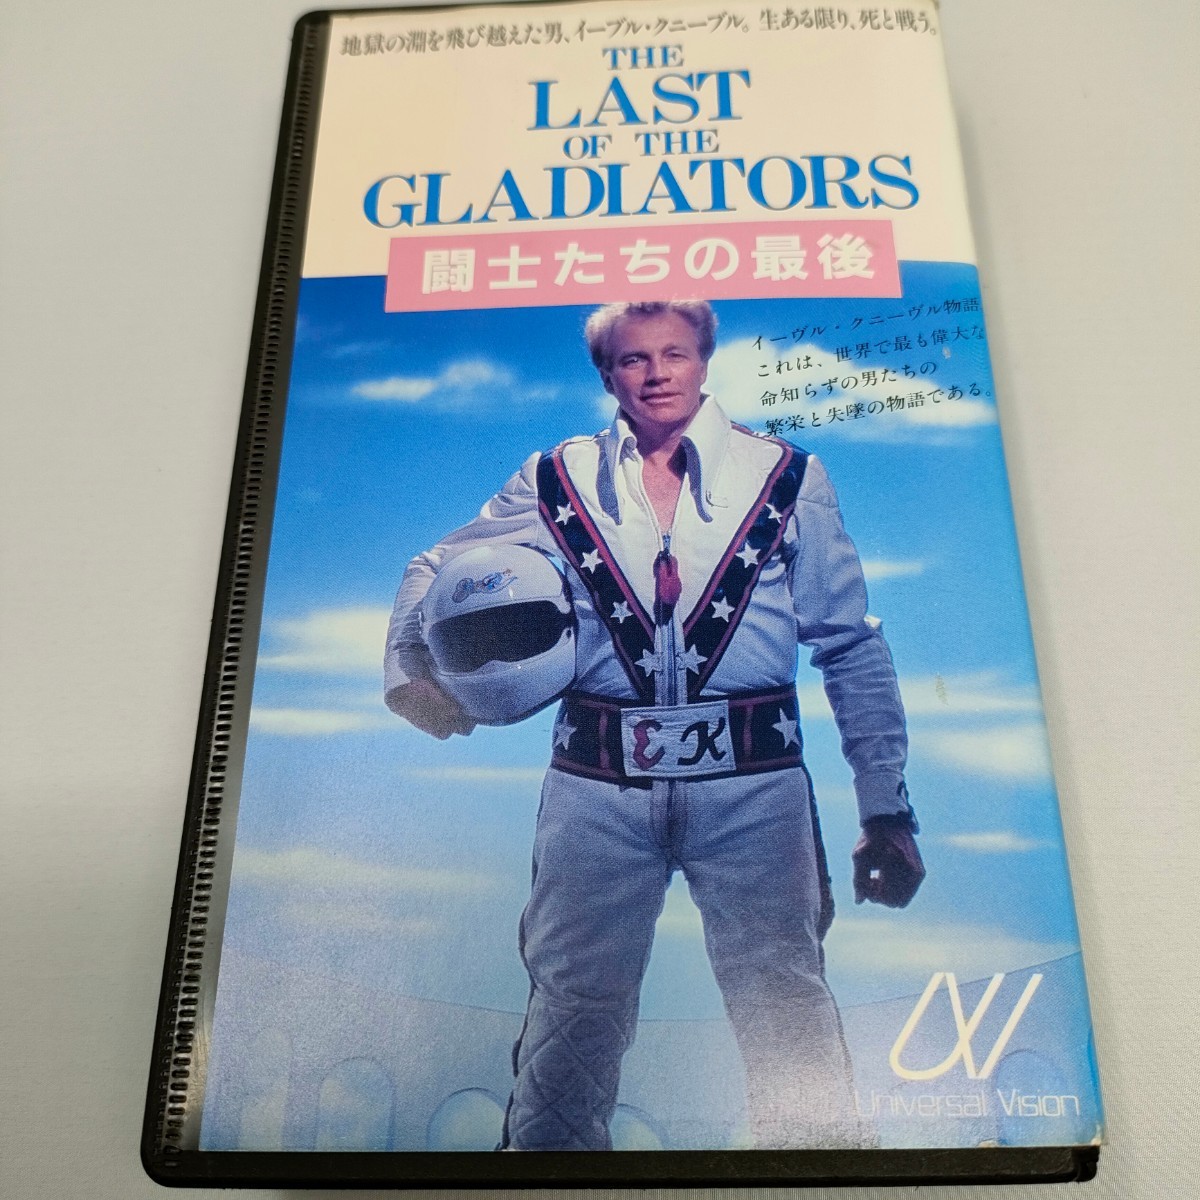 地獄の淵を飛び越えた男、イーブル・クニーブル。生ある限り、死と戦う。
THE
LAST
OF THE
GLADIATORS
闘士たちの最後
イーヴル・クニーヴル物語
これは、世界で最も偉大な
命知らずの男たちの
繁栄と失墜の物語である。
E K
UV
Universal Vision